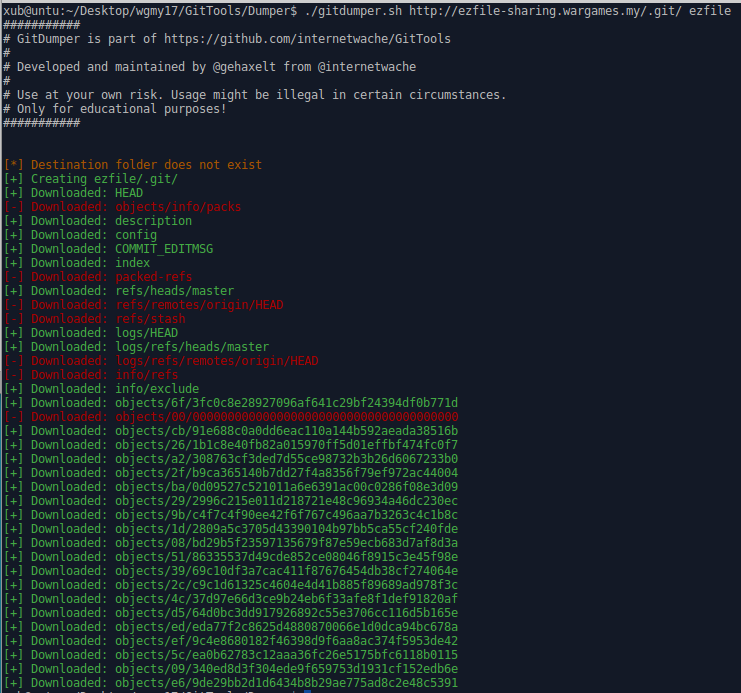 xub@untu:~/Desktop/wgmy17/GitTools/Dumper$ ./gitdumper.sh http://ezfile-sharing.wargames.my/.git/ ezfile
###########
# GitDumper is part of https://github.com/internetwache/GitTools
#
# Developed and maintained by @gehaxelt from @internetwache
#
# Use at your own risk. Usage might be illegal in certain circumstances.
# Only for educational purposes!
###########
[*] Destination folder does not exist
[+] Creating ezfile/.git/
[+] Downloaded: HEAD
[-] Downloaded: objects/info/packs
[+] Downloaded: description
[+] Downloaded: config
[+] Downloaded: COMMIT_EDITMSG
[+] Downloaded: index
[-] Downloaded: packed-refs
[+] Downloaded: refs/heads/master
[-] Downloaded: refs/remotes/origin/HEAD
[-] Downloaded: refs/stash
[+] Downloaded: logs/HEAD
[+] Downloaded: logs/refs/heads/master
[-] Downloaded: logs/refs/remotes/origin/HEAD
[-] Downloaded: info/refs
[+] Downloaded: info/exclude
[+] Downloaded: objects/6f/3fc0c8e28927096af641c29bf24394df0b771d
[-] Downloaded: objects/00/00000000000000000000000000000000000000
[+] Downloaded: objects/cb/91e688c0a0dd6eac110a144b592aeada38516b
[+] Downloaded: objects/26/1b1c8e40fb82a015970ff5d01effbf474fc0f7
[+] Downloaded: objects/a2/308763cf3ded7d55ce98732b3b26d6067233b0
[+] Downloaded: objects/2f/b9ca365140b7dd27f4a8356f79ef972ac44004
[+] Downloaded: objects/ba/0d09527c521011a6e6391ac00c0286f08e3d09
[+] Downloaded: objects/29/2996c215e011d218721e48c96934a46dc230ec
[+] Downloaded: objects/9b/c4f7c4f90ee42f6f767c496aa7b3263c4c1b8c
[+] Downloaded: objects/1d/2809a5c3705d43390104b97bb5ca55cf240fde
[+] Downloaded: objects/08/bd29b5f23597135679f87e59ecb683d7af8d3a
[+] Downloaded: objects/51/86335537d49cde852ce08046f8915c3e45f98e
[+] Downloaded: objects/39/69c10df3a7cac411f87676454db38cf274064e
[+] Downloaded: objects/2c/c9c1d61325c4604e4d41b885f89689ad978f3c
[+] Downloaded: objects/4c/37d97e66d3ce9b24eb6f33afe8f1def91820af
[+] Downloaded: objects/d5/64d0bc3dd917926892c55e3706cc116d5b165e
[+] Downloaded: objects/ed/eda77f2c8625d4880870066e1d0dca94bc678a
[+] Downloaded: objects/ef/9c4e8680182f46398d9f6aa8ac374f5953de42
[+] Downloaded: objects/5c/ea0b62783c12aaa36fc26e5175bfc6118b0115
[+] Downloaded: objects/09/340ed8d3f304ede9f659753d1931cf152edb6e
[+] Downloaded: objects/e6/9de29bb2d1d6434b8b29ae775ad8c2e48c5391